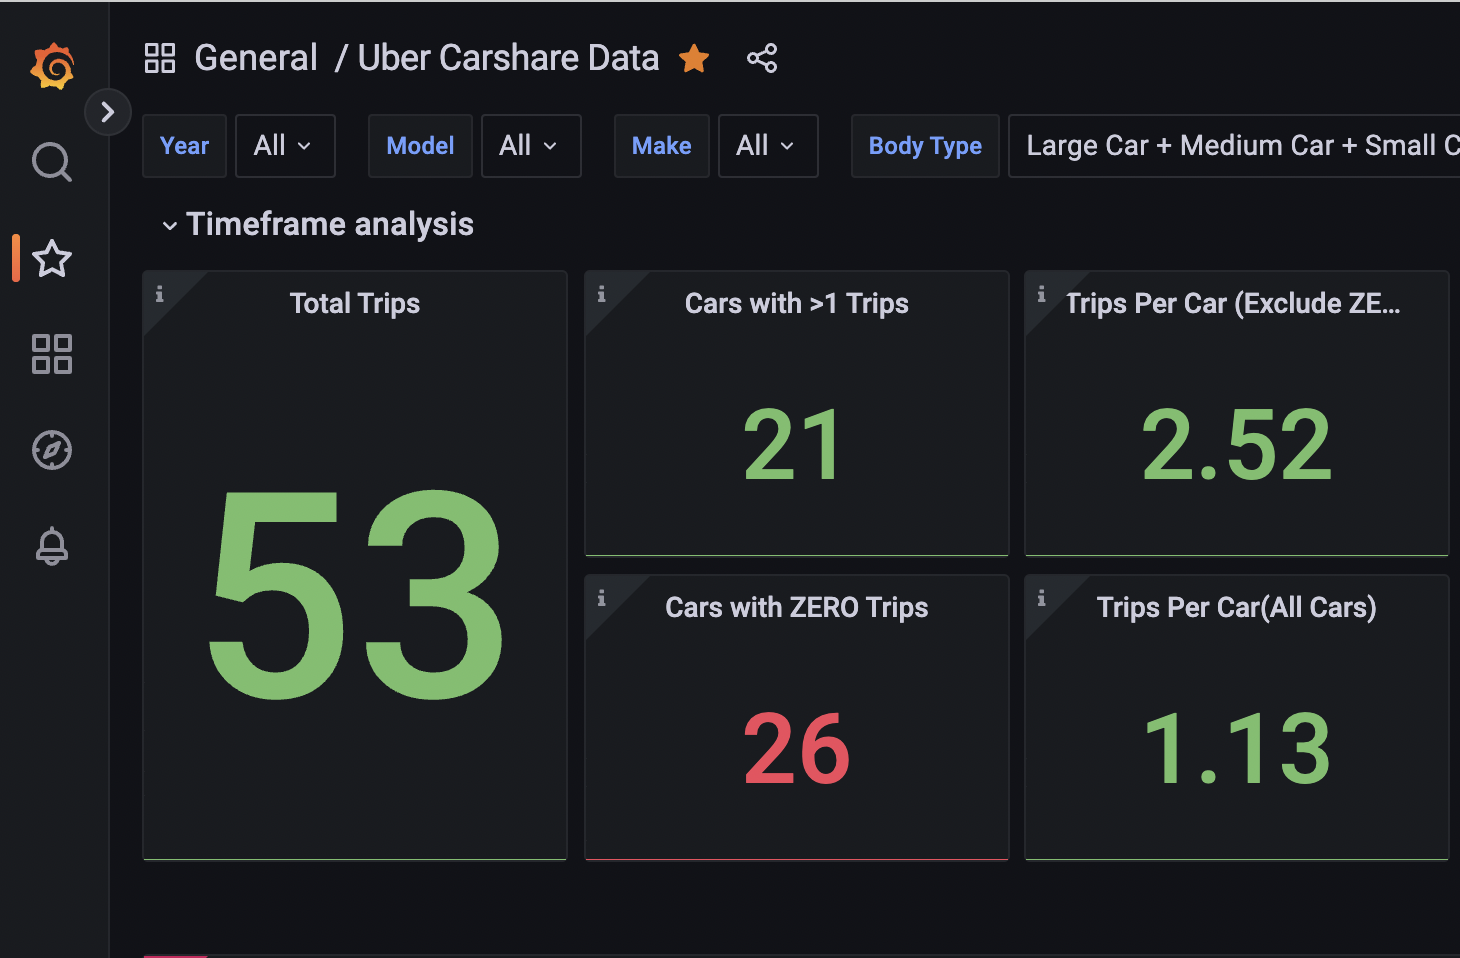 General / Uber Carshare Data
Year All Model All Make All Body Type Large Car + Medium Car + Small C
Timeframe analysis
Total Trips
53
Cars with >1 Trips
21
Trips Per Car (Exclude ZE...
2.52
Cars with ZERO Trips
26
Trips Per Car(All Cars)
1.13